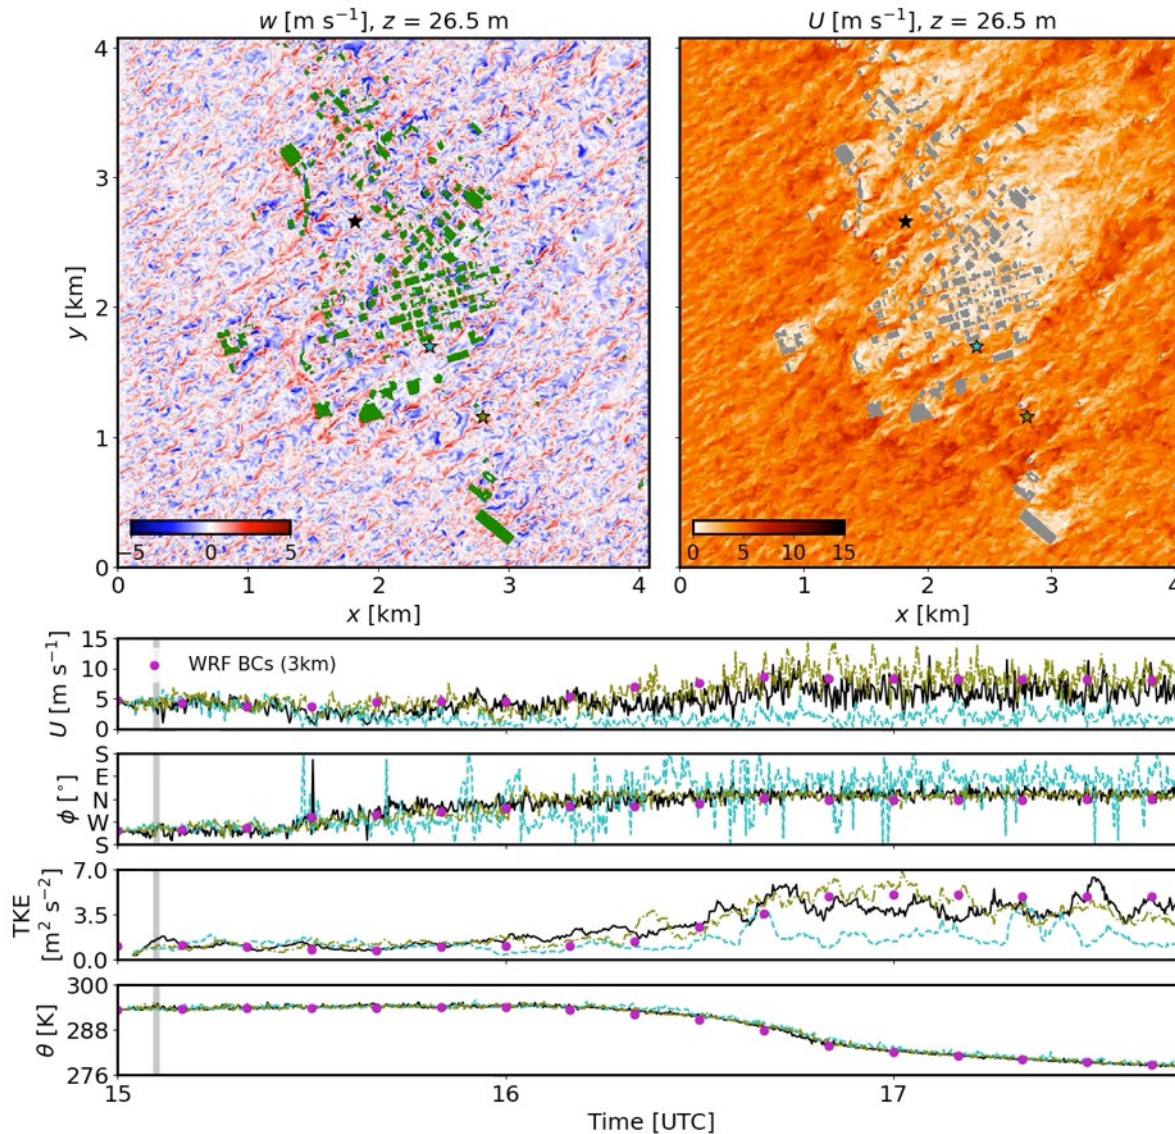 w [m s⁻¹], z = 26.5 m
U [m s⁻¹], z = 26.5 m
4
3
2
1
0
y [km]
−5 0 5
0 5 10 15
0 1 2 3 4
0 1 2 3 4
x [km]
x [km]
15
10
5
0
U [m s⁻¹]
WRF BCs (3km)
S
E
N
W
S
ϕ [°]
7.0
3.5
0.0
TKE
[m² s⁻²]
300
288
276
θ [K]
15 16 17
Time [UTC]